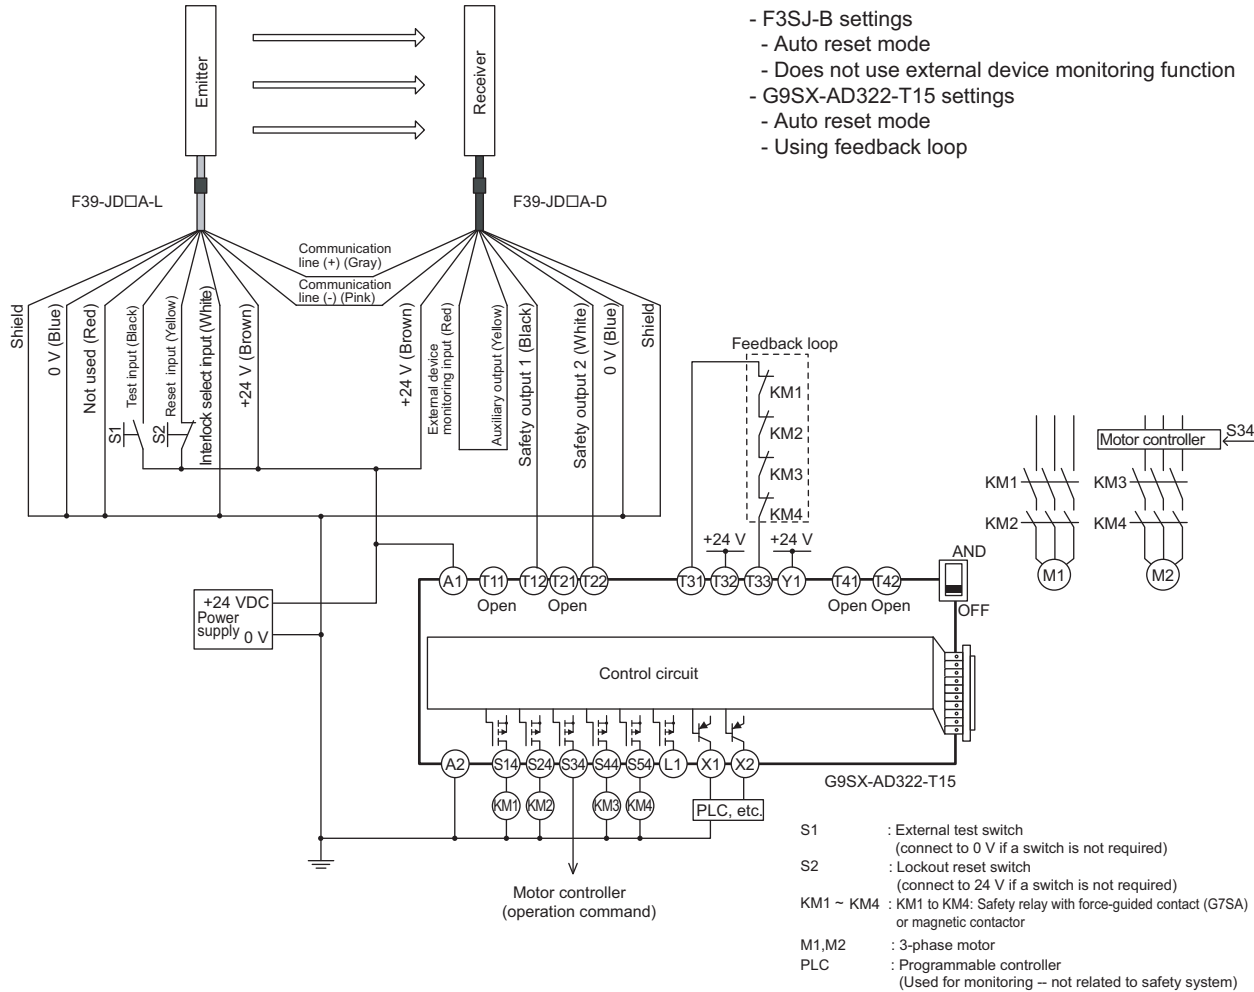 - F3SJ-B settings
- Auto reset mode
- Does not use external device monitoring function
- G9SX-AD322-T15 settings
- Auto reset mode
- Using feedback loop
Emitter
Receiver
F39-JD□A-L
F39-JD□A-D
Communication
line (+) (Gray)
Communication
line (-) (Pink)
Shield
0 V (Blue)
Not used (Red)
Test input (Black)
Reset input (Yellow)
Interlock select input (White)
+24 V (Brown)
S1
S2
+24 V (Brown)
External device
monitoring input (Red)
Auxiliary output (Yellow)
Safety output 1 (Black)
Safety output 2 (White)
0 V (Blue)
Shield
Feedback loop
KM1
KM2
KM3
KM4
Motor controller
S34
KM1
KM2
KM3
KM4
M1
M2
+24 V
+24 V
A1
T11
T12
T21
T22
T31
T32
T33
Y1
T41
T42
Open
Open
Open
Open
AND
OFF
+24 VDC
Power
supply
0 V
Control circuit
A2
S14
S24
S34
S44
S54
L1
X1
X2
G9SX-AD322-T15
KM1
KM2
KM3
KM4
PLC, etc.
Motor controller
(operation command)
S1 : External test switch
(connect to 0 V if a switch is not required)
S2 : Lockout reset switch
(connect to 24 V if a switch is not required)
KM1 ~ KM4 : KM1 to KM4: Safety relay with force-guided contact (G7SA)
or magnetic contactor
M1,M2 : 3-phase motor
PLC : Programmable controller
(Used for monitoring -- not related to safety system)